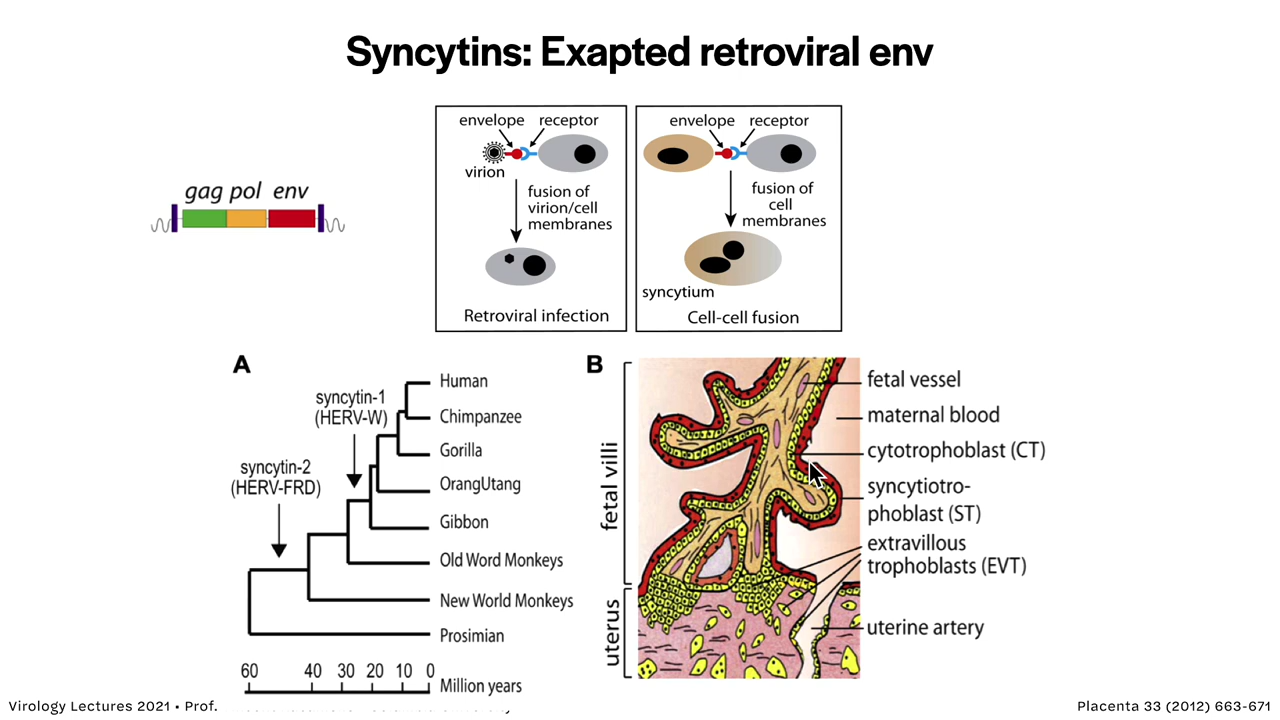 Syncytins: Exapted retroviral env
gag pol env
envelope receptor
virion
fusion of
virion/cell
membranes
Retroviral infection
envelope receptor
fusion of
cell
membranes
syncytium
Cell-cell fusion
A
syncytin-1
(HERV-W)
syncytin-2
(HERV-FRD)
Human
Chimpanzee
Gorilla
OrangUtang
Gibbon
Old Word Monkeys
New World Monkeys
Prosimian
60 40 30 20 10 0
Million years
B
fetal villi
uterus
fetal vessel
maternal blood
cytotrophoblast (CT)
syncytiotro-
phoblast (ST)
extravillous
trophoblasts (EVT)
uterine artery
Virology Lectures 2021 • Prof.
Placenta 33 (2012) 663-671